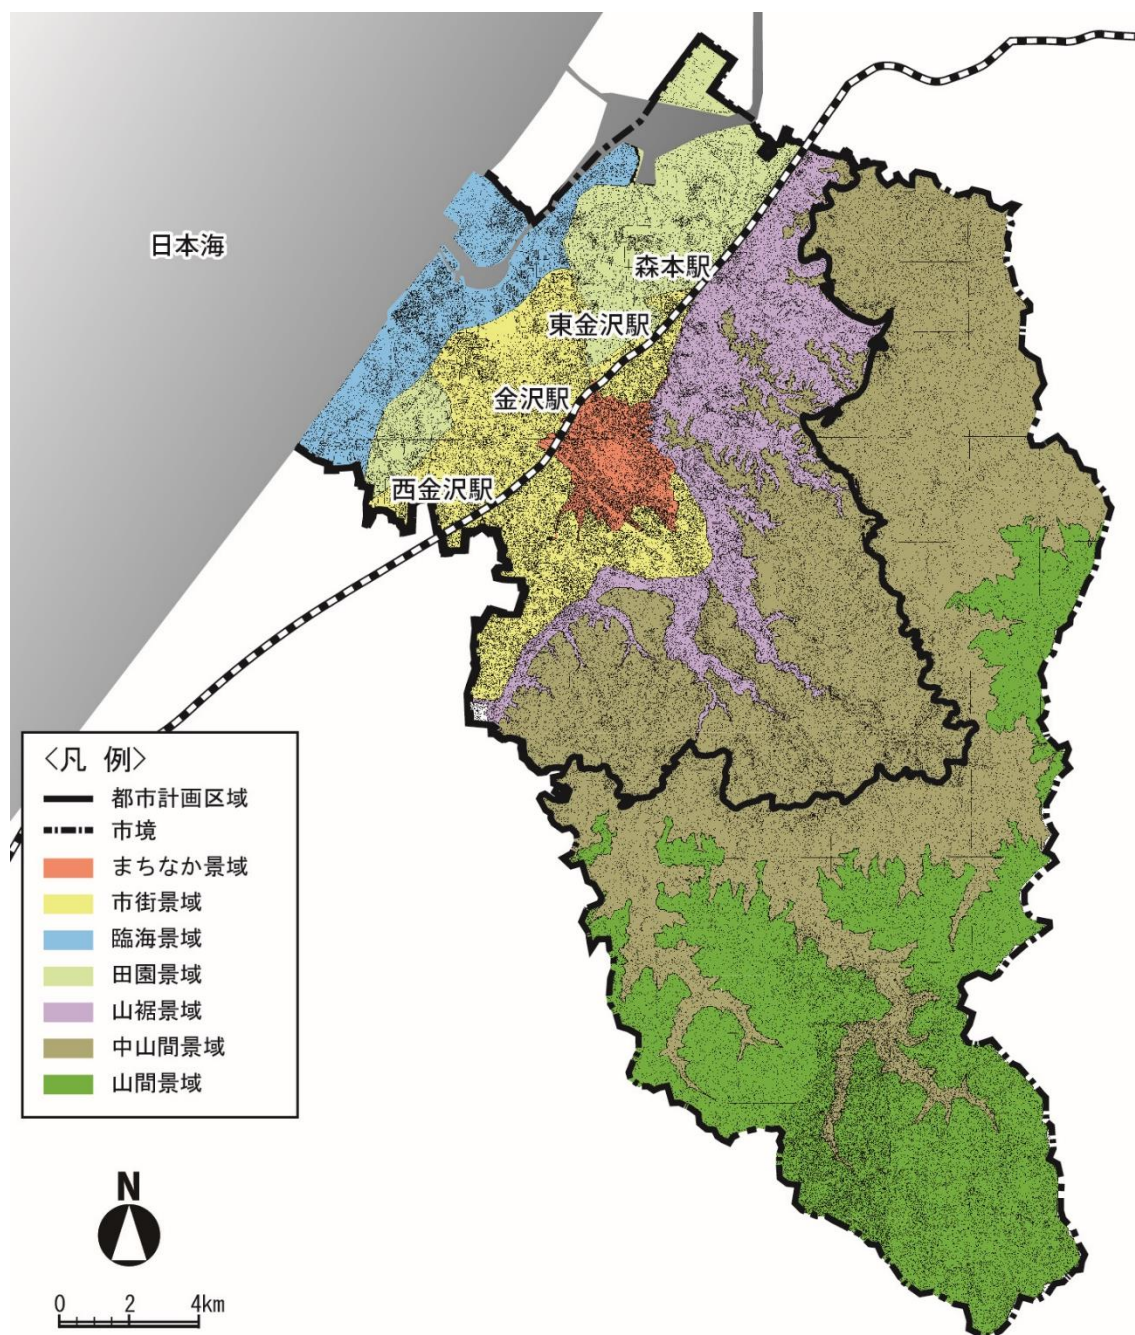 日本海
森本駅
東金沢駅
金沢駅
西金沢駅
<凡 例>
都市計画区域
市境
まちなか景域
市街景域
臨海景域
田園景域
山裾景域
中山間景域
山間景域
N
0 2 4km